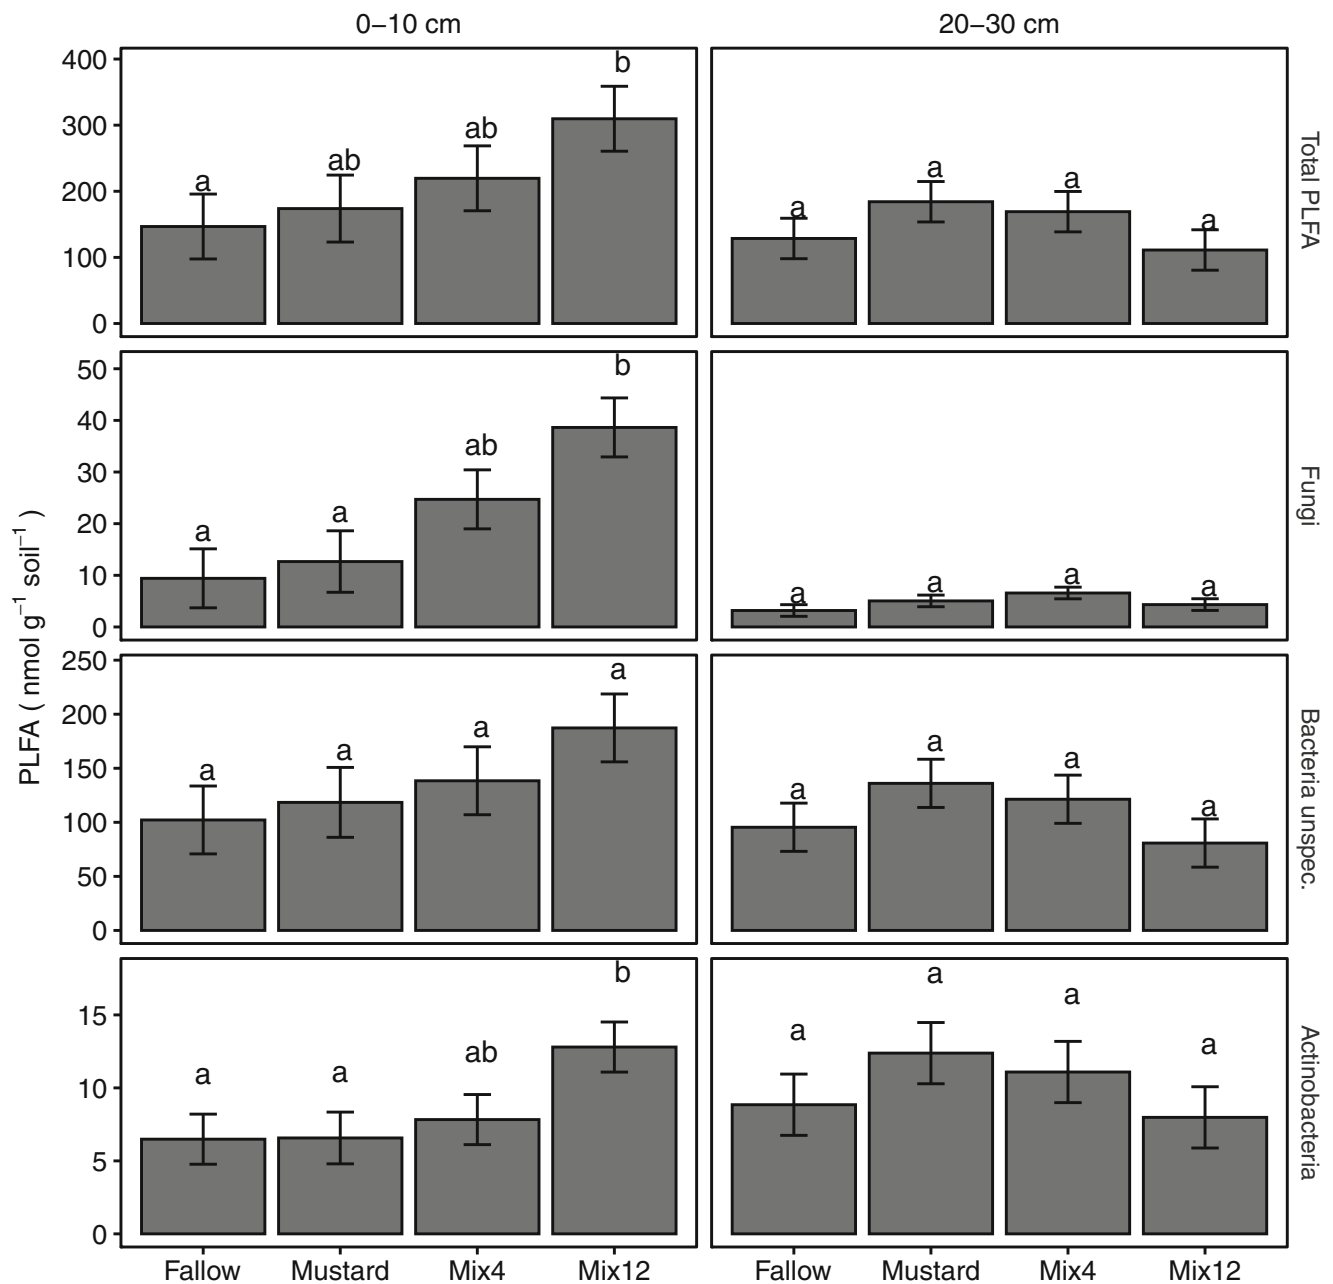 0–10 cm 20–30 cm
PLFA ( nmol g⁻¹ soil⁻¹ )
400
300
200
100
0
a ab ab b
a a a a
Total PLFA
50
40
30
20
10
0
a a ab b
a a a a
Fungi
250
200
150
100
50
0
a a a a
a a a a
Bacteria unspec.
15
10
5
0
a a ab b
a a a a
Actinobacteria
Fallow Mustard Mix4 Mix12 Fallow Mustard Mix4 Mix12